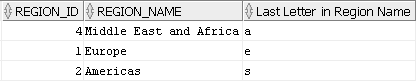 REGION_ID REGION_NAME Last Letter in Region Name
4 Middle East and Africa a
1 Europe e
2 Americas s